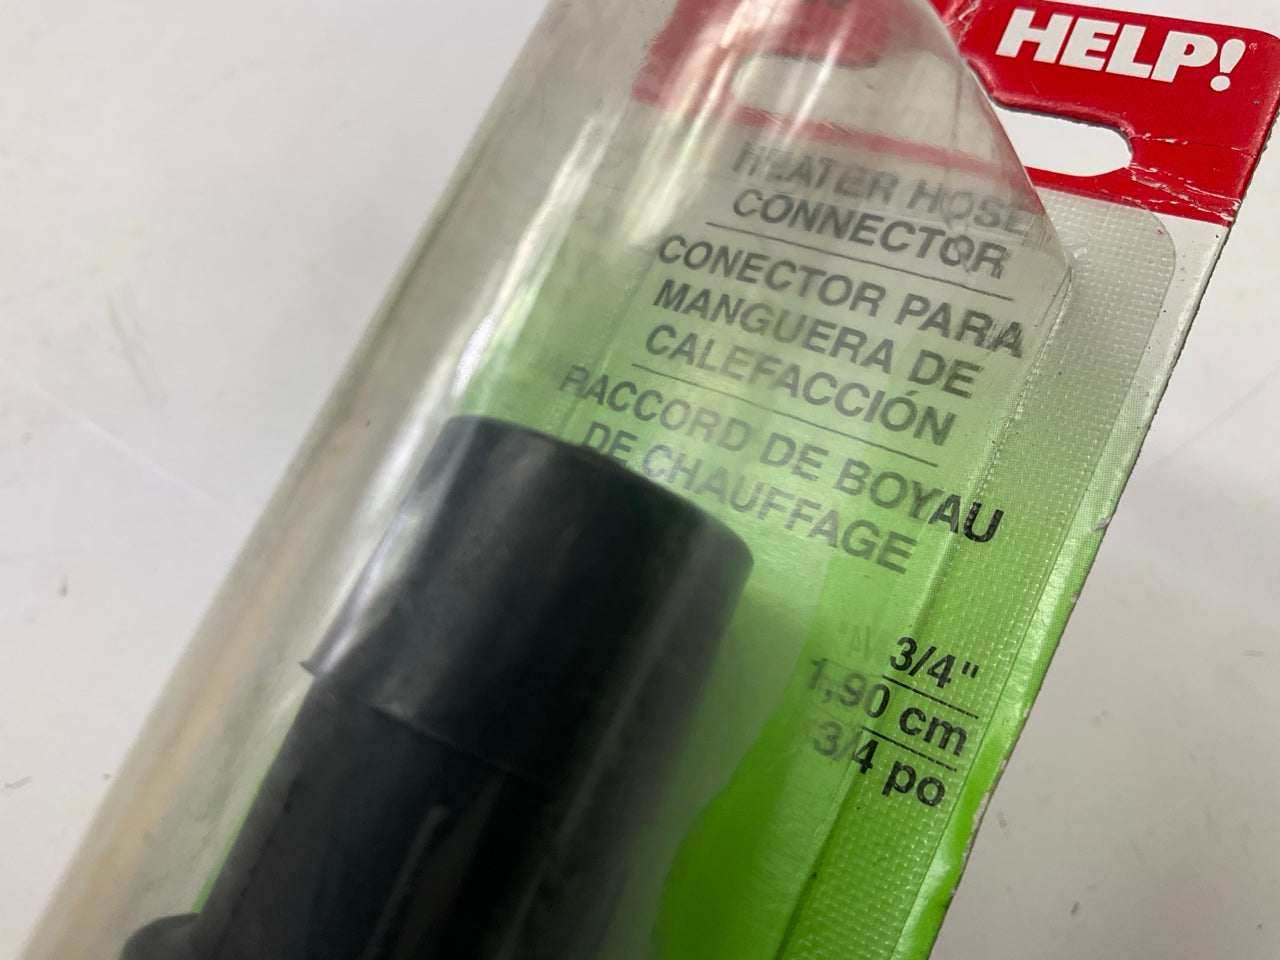 HELP!
HEATER HOSE
CONNECTOR
CONECTOR PARA
MANGUERA DE
CALEFACCIÓN
RACCORD DE BOYAU
DE CHAUFFAGE
3/4"
1,90 cm
3/4 po